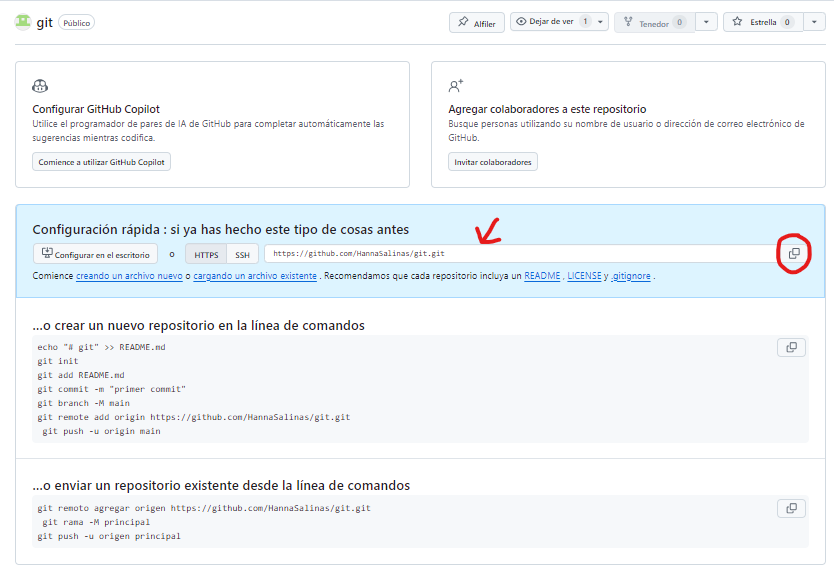 git Público Alfiler Dejar de ver 1 Tenedor 0 Estrella 0
Configurar GitHub Copilot
Utilice el programador de pares de IA de GitHub para completar automáticamente las
sugerencias mientras codifica.
Comience a utilizar GitHub Copilot
Agregar colaboradores a este repositorio
Busque personas utilizando su nombre de usuario o dirección de correo electrónico de
GitHub.
Invitar colaboradores
Configuración rápida : si ya has hecho este tipo de cosas antes
Configurar en el escritorio o HTTPS SSH https://github.com/HannaSalinas/git.git
Comience creando un archivo nuevo o cargando un archivo existente . Recomendamos que cada repositorio incluya un README , LICENSE y .gitignore .
...o crear un nuevo repositorio en la línea de comandos
echo "# git" >> README.md
git init
git add README.md
git commit -m "primer commit"
git branch -M main
git remote add origin https://github.com/HannaSalinas/git.git
git push -u origin main
...o enviar un repositorio existente desde la línea de comandos
git remoto agregar origen https://github.com/HannaSalinas/git.git
git rama -M principal
git push -u origen principal